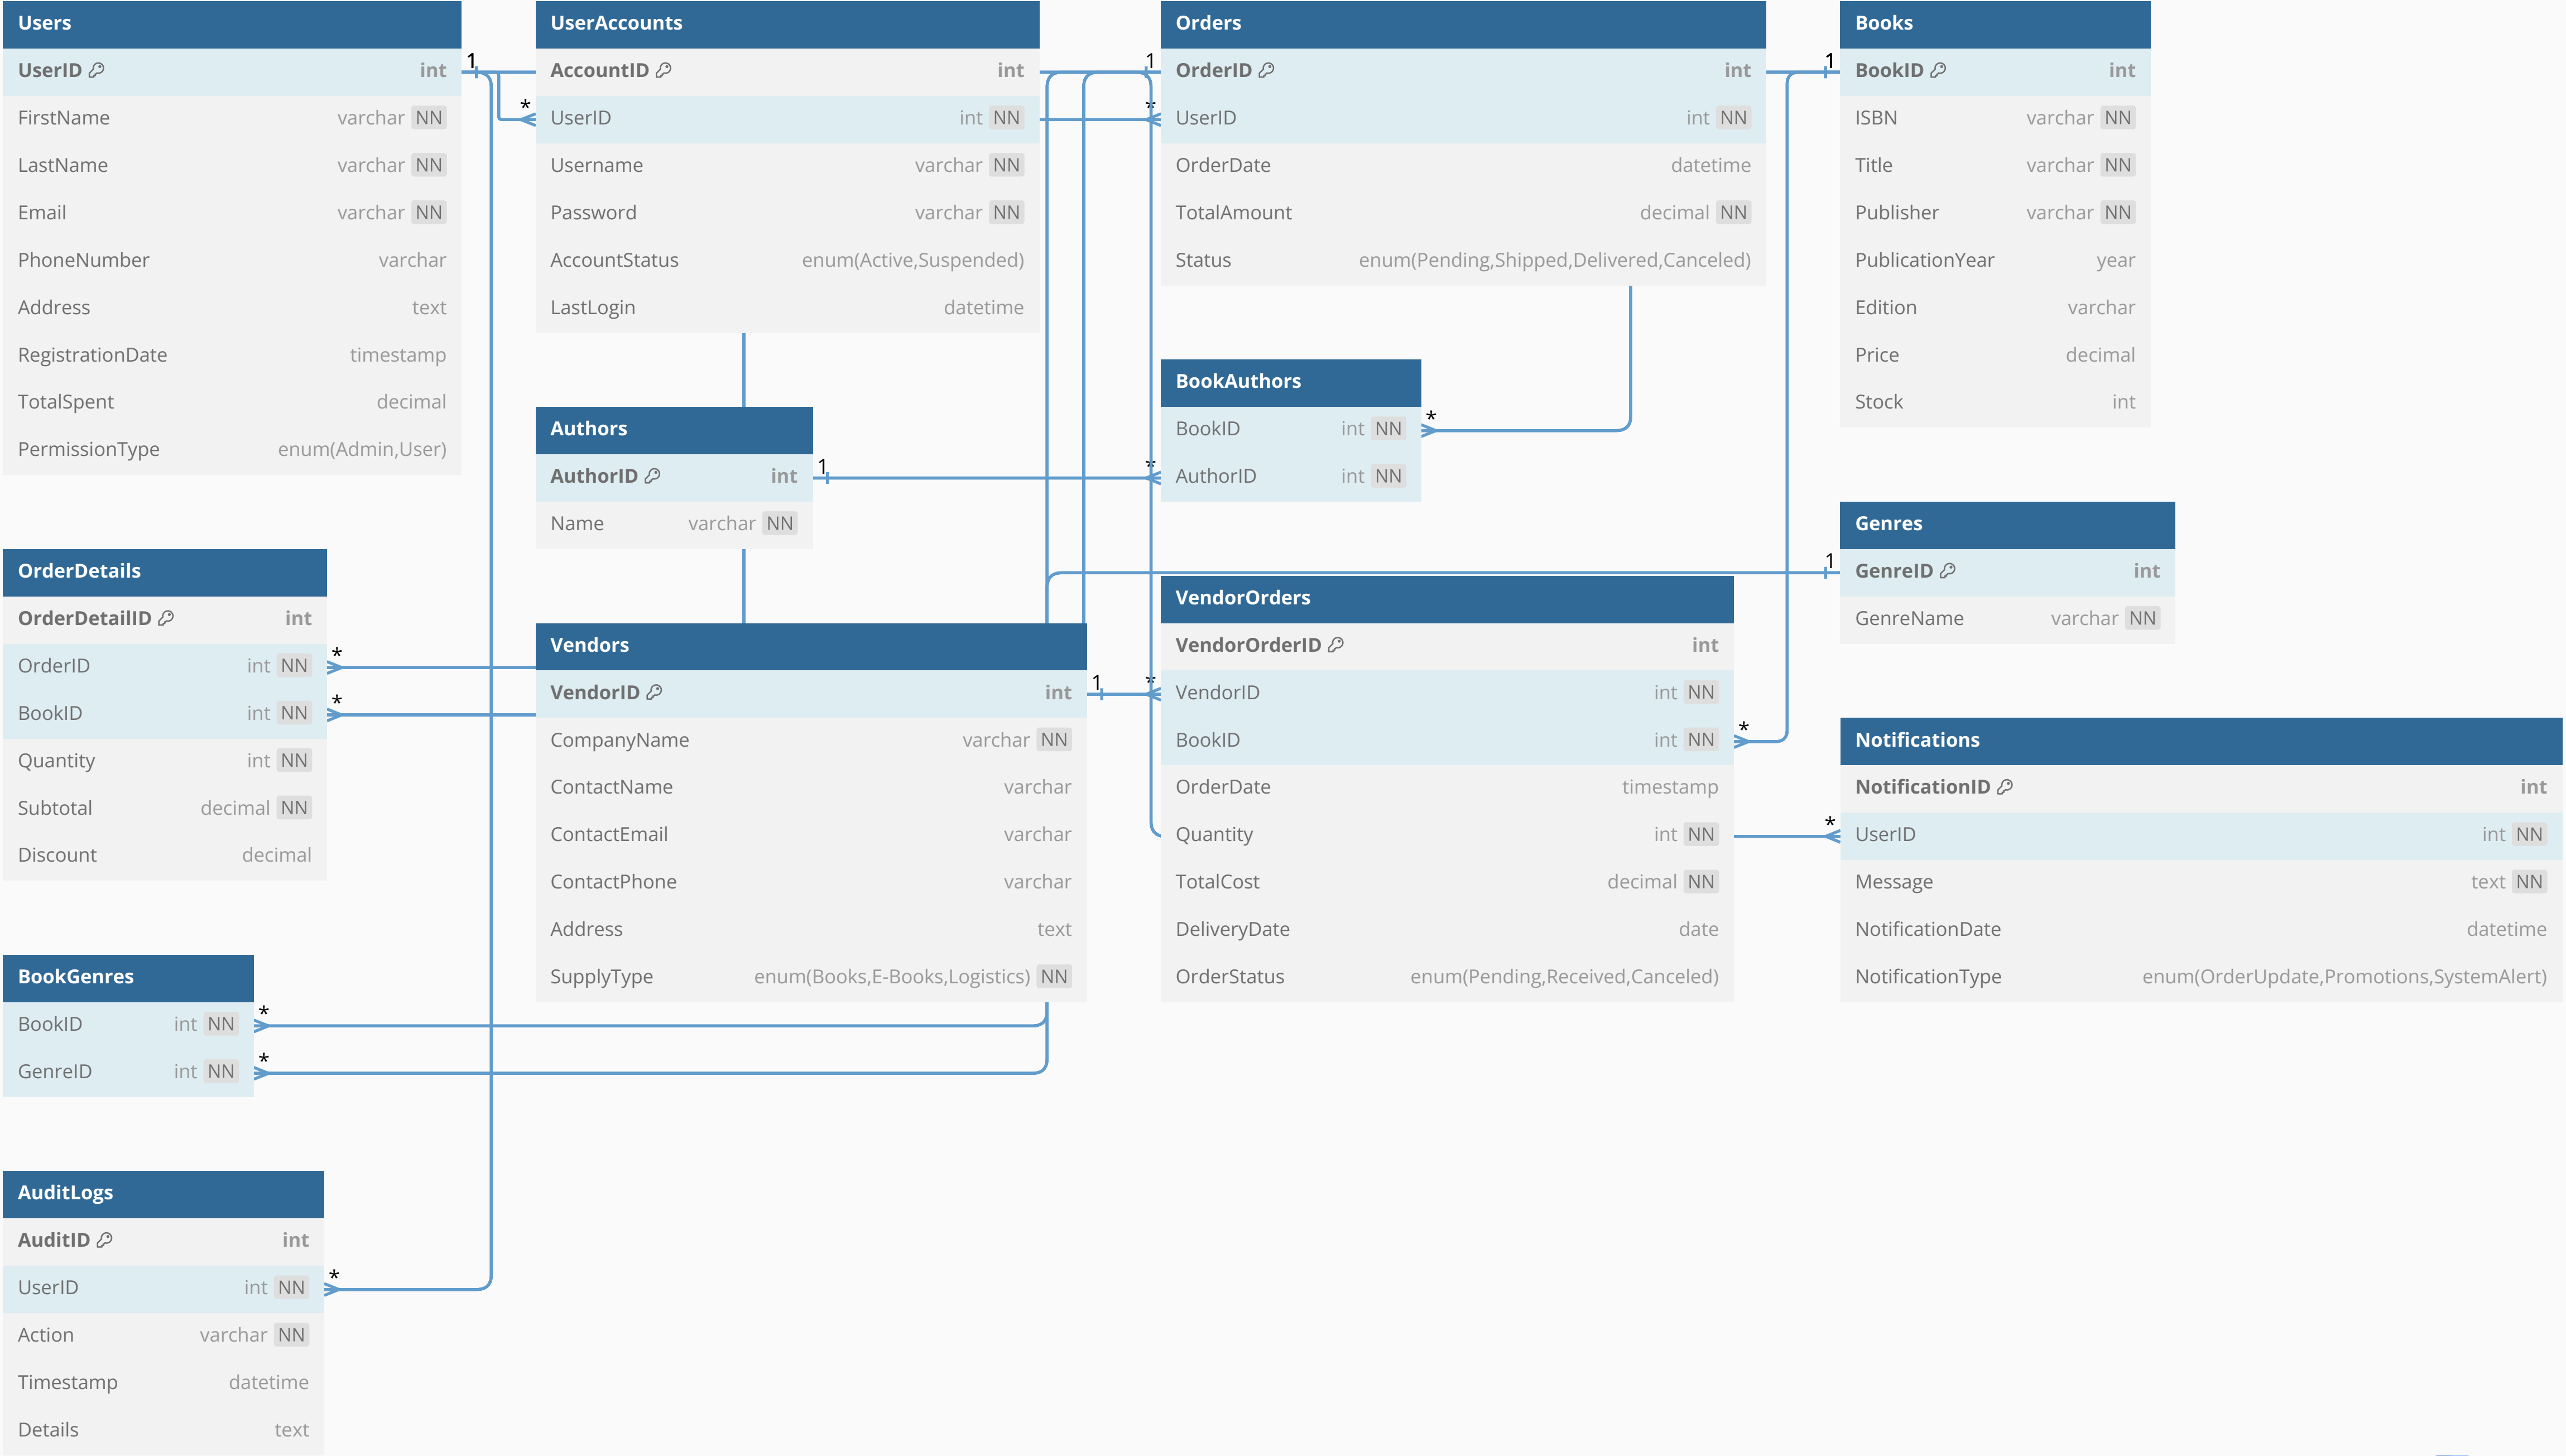 Users
UserID int
FirstName varchar NN
LastName varchar NN
Email varchar NN
PhoneNumber varchar
Address text
RegistrationDate timestamp
TotalSpent decimal
PermissionType enum(Admin,User)
1
UserAccounts
AccountID int
* UserID int NN
Username varchar NN
Password varchar NN
AccountStatus enum(Active,Suspended)
LastLogin datetime
Orders
1 OrderID int
* UserID int NN
OrderDate datetime
TotalAmount decimal NN
Status enum(Pending,Shipped,Delivered,Canceled)
Books
1 BookID int
ISBN varchar NN
Title varchar NN
Publisher varchar NN
PublicationYear year
Edition varchar
Price decimal
Stock int
Authors
AuthorID int 1
Name varchar NN
BookAuthors
BookID int NN *
* AuthorID int NN
Genres
1 GenreID int
GenreName varchar NN
OrderDetails
OrderDetailID int
OrderID int NN *
BookID int NN *
Quantity int NN
Subtotal decimal NN
Discount decimal
Vendors
VendorID int 1
CompanyName varchar NN
ContactName varchar
ContactEmail varchar
ContactPhone varchar
Address text
SupplyType enum(Books,E-Books,Logistics) NN
VendorOrders
VendorOrderID int
* VendorID int NN
BookID int NN *
OrderDate timestamp
Quantity int NN
TotalCost decimal NN
DeliveryDate date
OrderStatus enum(Pending,Received,Canceled)
Notifications
NotificationID int
* UserID int NN
Message text NN
NotificationDate datetime
NotificationType enum(OrderUpdate,Promotions,SystemAlert)
BookGenres
BookID int NN *
GenreID int NN *
AuditLogs
AuditID int
UserID int NN *
Action varchar NN
Timestamp datetime
Details text